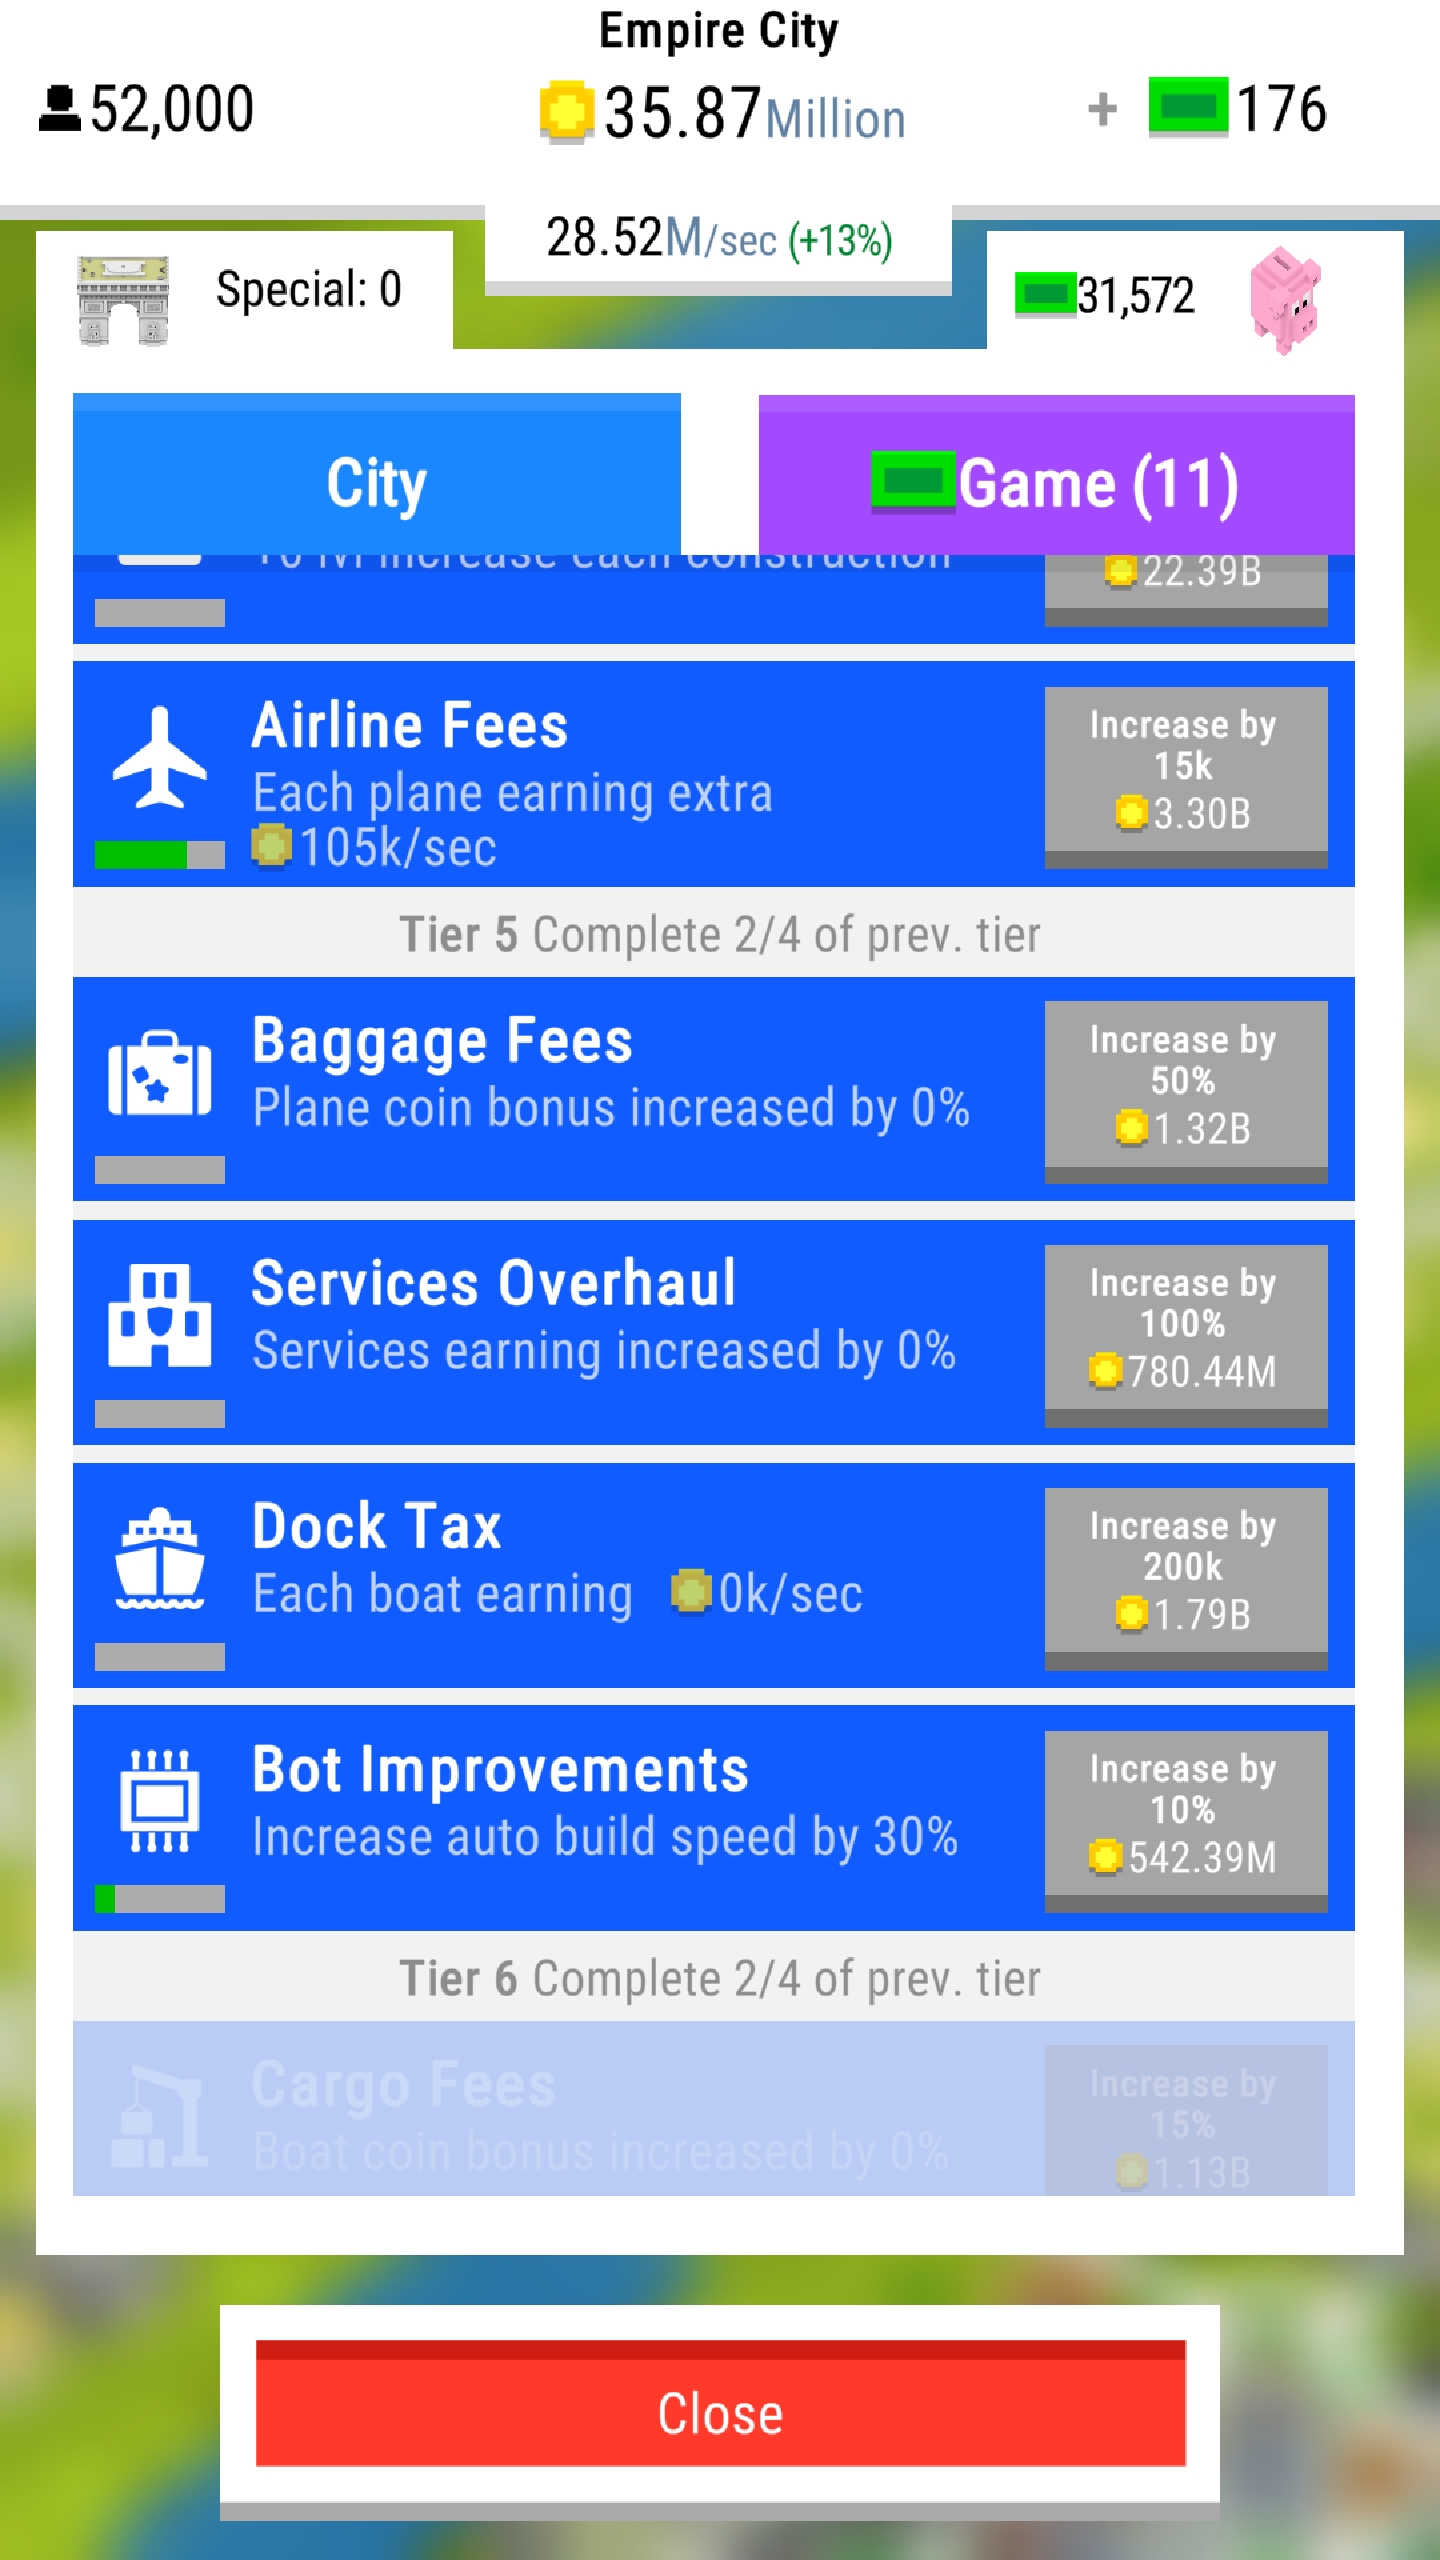 Empire City
52,000
35.87Million
+ 176
28.52M/sec (+13%)
Special: 0
31,572
City
Game (11)
10 lvl increase each construction
22.39B
Airline Fees
Each plane earning extra
105k/sec
Increase by
15k
3.30B
Tier 5 Complete 2/4 of prev. tier
Baggage Fees
Plane coin bonus increased by 0%
Increase by
50%
1.32B
Services Overhaul
Services earning increased by 0%
Increase by
100%
780.44M
Dock Tax
Each boat earning 0k/sec
Increase by
200k
1.79B
Bot Improvements
Increase auto build speed by 30%
Increase by
10%
542.39M
Tier 6 Complete 2/4 of prev. tier
Cargo Fees
Boat coin bonus increased by 0%
Increase by
15%
1.13B
Close